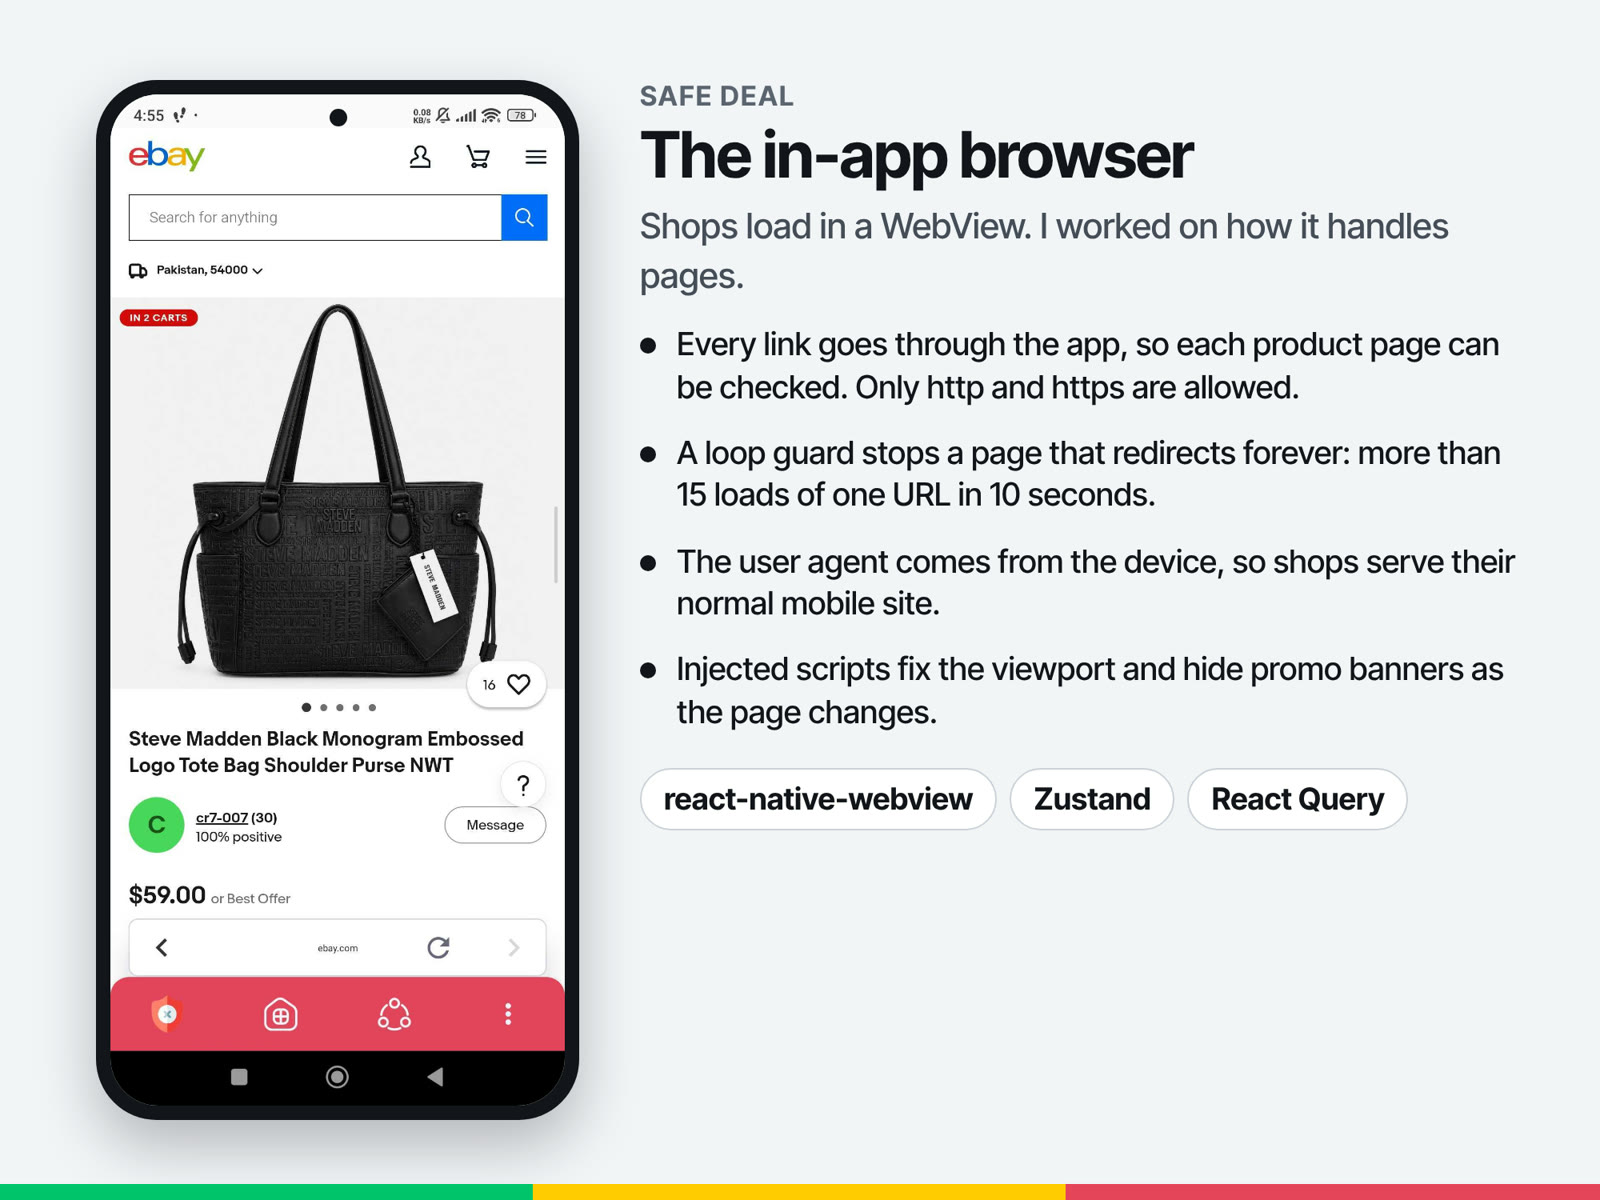 4:55
0.08
KB/s
78
ebay
Search for anything
Pakistan, 54000
IN 2 CARTS
STEVE
MADDEN
STEVE MADDEN
16
Steve Madden Black Monogram Embossed
Logo Tote Bag Shoulder Purse NWT
?
C
cr7-007 (30)
100% positive
Message
$59.00 or Best Offer
ebay.com
SAFE DEAL
The in-app browser
Shops load in a WebView. I worked on how it handles
pages.
Every link goes through the app, so each product page can
be checked. Only http and https are allowed.
A loop guard stops a page that redirects forever: more than
15 loads of one URL in 10 seconds.
The user agent comes from the device, so shops serve their
normal mobile site.
Injected scripts fix the viewport and hide promo banners as
the page changes.
react-native-webview
Zustand
React Query